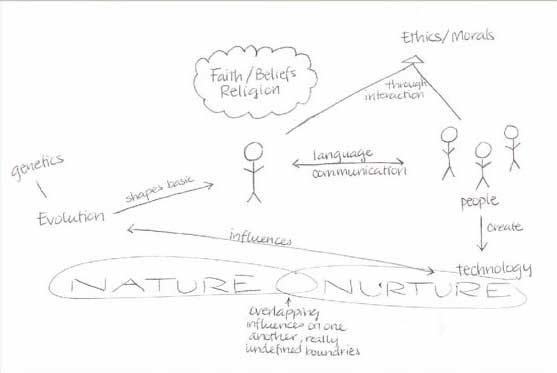 Ethics/Morals
Faith/Beliefs
Religion
through
interaction
genetics
language
communication
shapes basic
Evolution
people
create
influences
technology
NATURE
NURTURE
overlapping
influences on one
another, really
undefined boundries